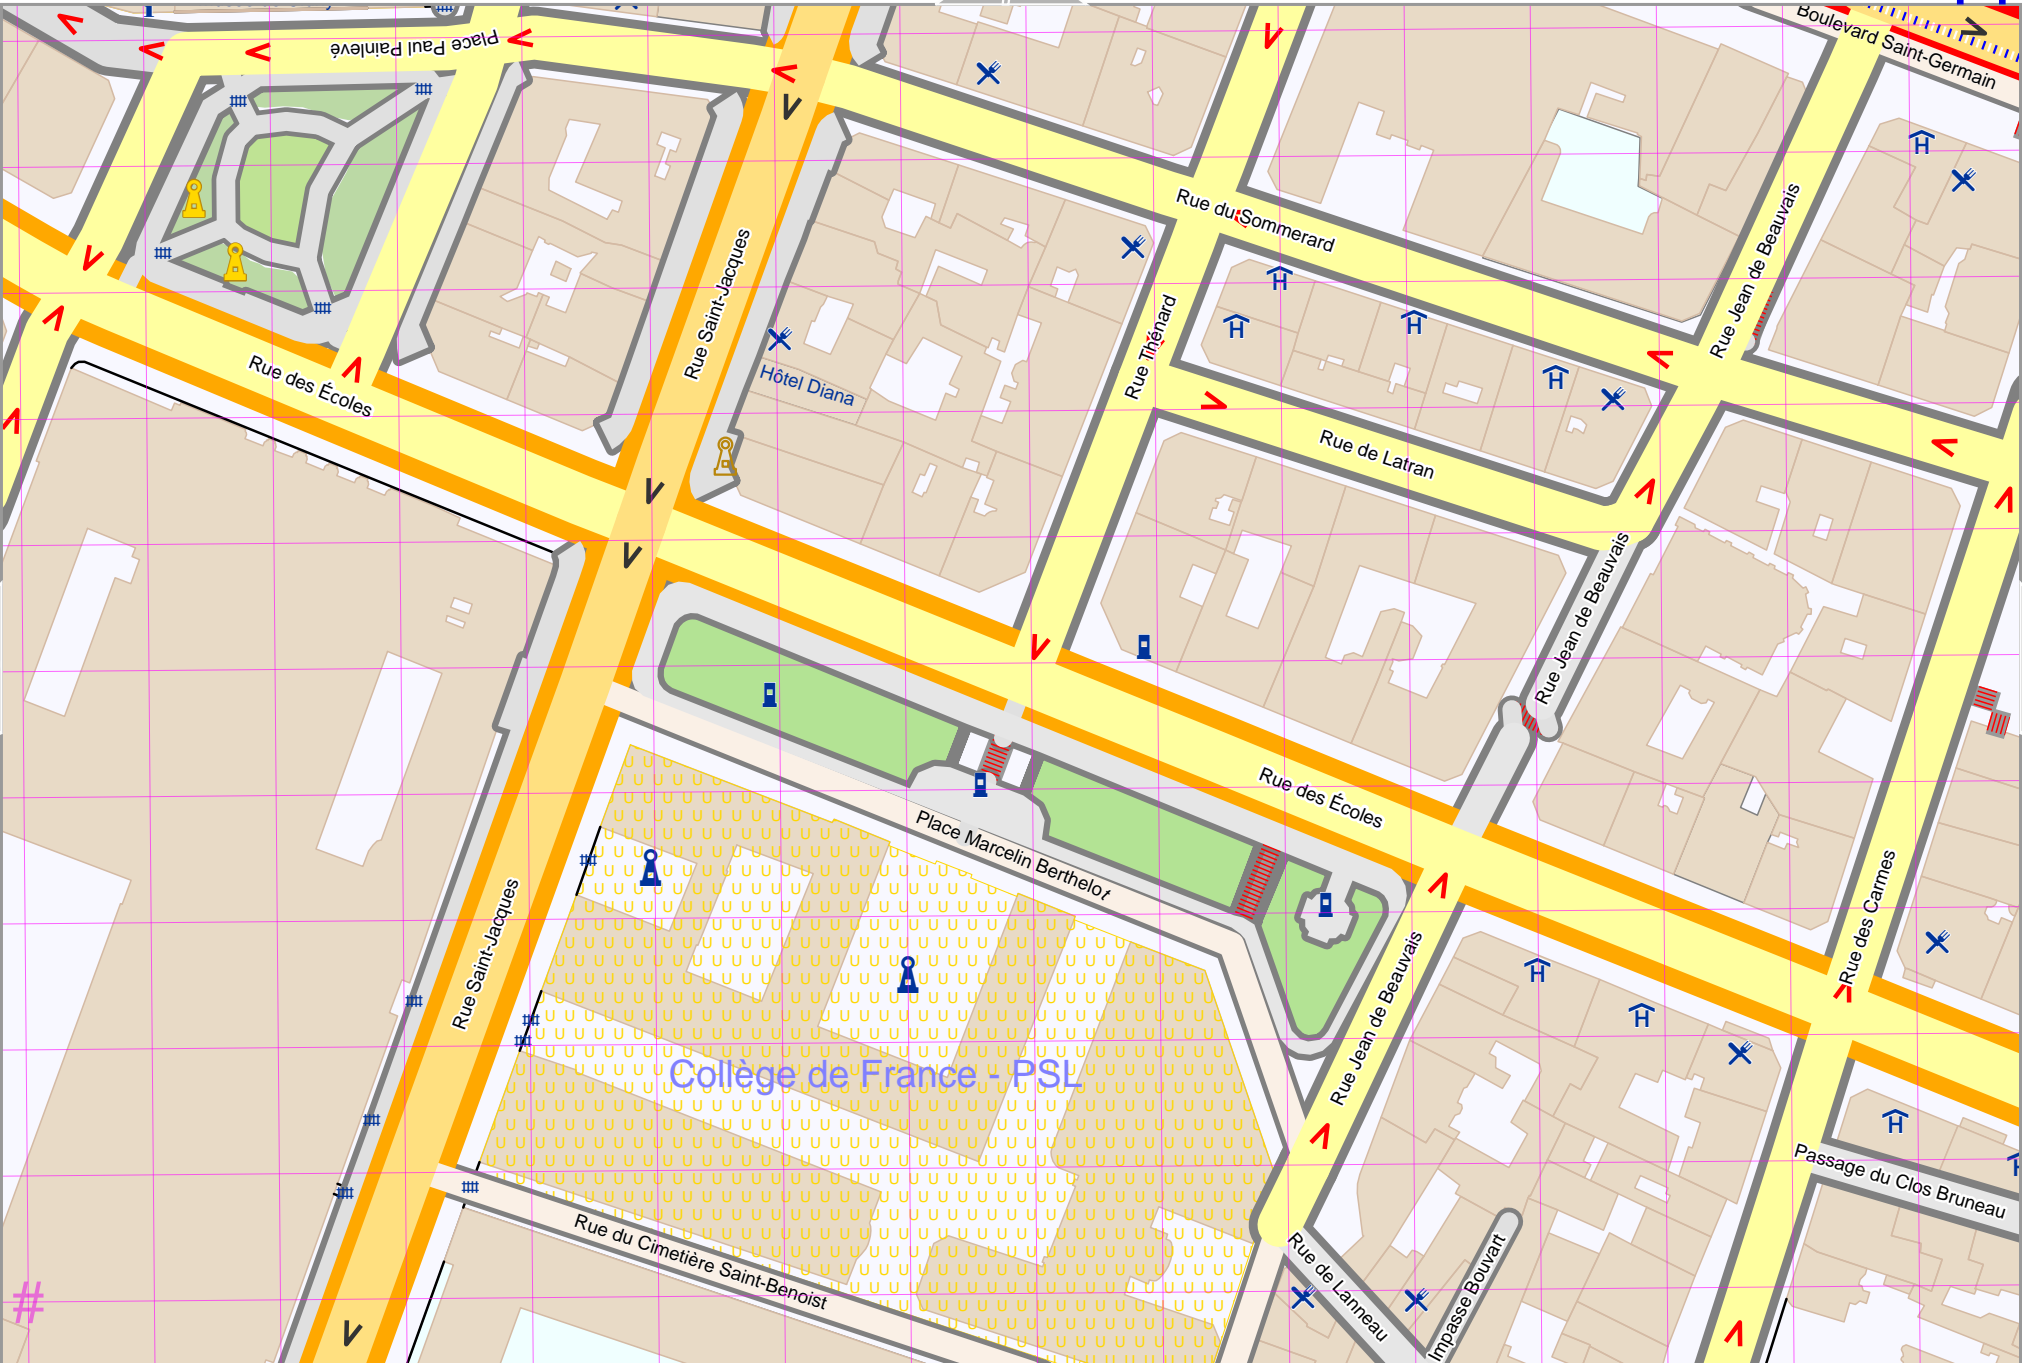 Place Paul Painlevé
Boulevard Saint-Germain
Rue du Sommerard
Rue Saint-Jacques
Rue Jean de Beauvais
Rue Thénard
Hôtel Diana
Rue des Écoles
Rue de Latran
Rue Jean de Beauvais
Rue des Écoles
Place Marcelin Berthelot
Rue des Carmes
Rue Saint-Jacques
Rue Jean de Beauvais
Collège de France - PSL
Passage du Clos Bruneau
Rue du Cimetière Saint-Benoist
Rue de Lanneau
Impasse Bouvart
#